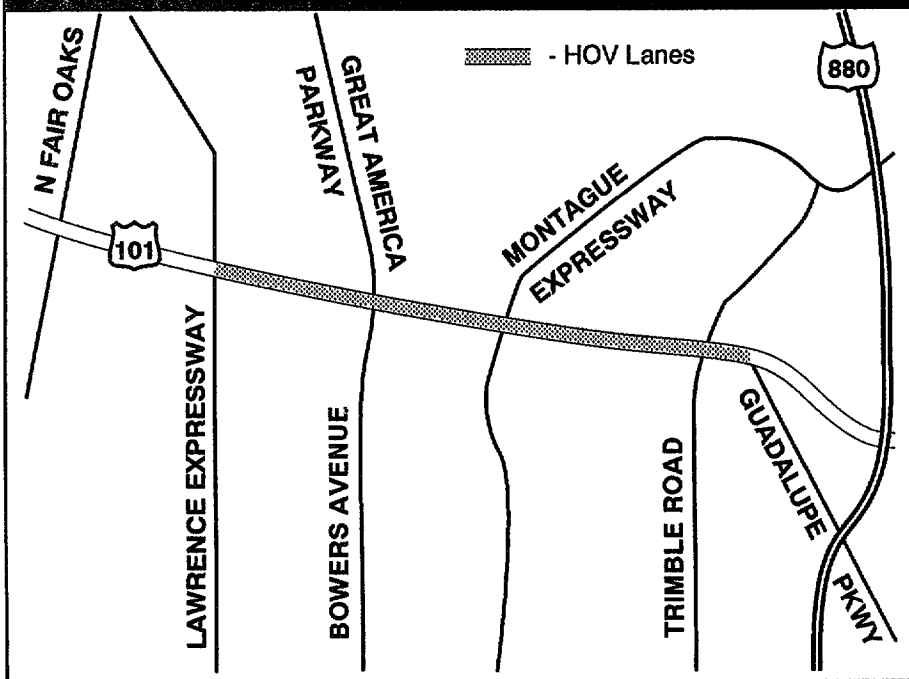 - HOV Lanes
880
N FAIR OAKS
GREAT AMERICA
PARKWAY
MONTAGUE
EXPRESSWAY
101
LAWRENCE EXPRESSWAY
BOWERS AVENUE
TRIMBLE ROAD
GUADALUPE
PKWY